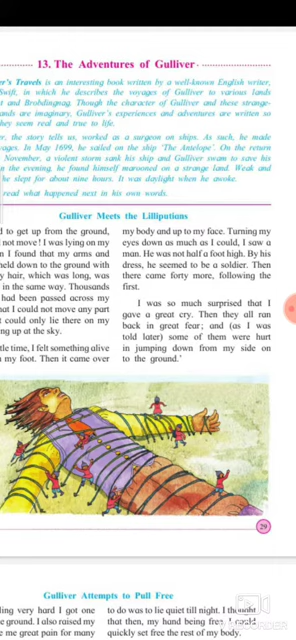 13. The Adventures of Gulliver
er's Travels is an interesting book written by a well-known English writer,
Swift, in which he describes the voyages of Gulliver to various lands
t and Brobdingnag. Though the character of Gulliver and these strange-
ands are imaginary, Gulliver's experiences and adventures are written so
hey seem real and true to life.
er, the story tells us, worked as a surgeon on ships. As such, he made
yages. In May 1699, he sailed on the ship 'The Antelope'. On the return
November, a violent storm sank his ship and Gulliver swam to save his
n the evening, he found himself marooned on a strange land. Weak and
he slept for about nine hours. It was daylight when he awoke.
read what happened next in his own words.
Gulliver Meets the Lilliputians
d to get up from the ground,
not move! I was lying on my
n I found that my arms and
held down to the ground with
y hair, which was long, was
in the same way. Thousands
had been passed across my
hat I could not move any part
t could only lie there on my
ng up at the sky.
tle time, I felt something alive
n my foot. Then it came over
my body and up to my face. Turning my
eyes down as much as I could, I saw a
man. He was not half a foot high. By his
dress, he seemed to be a soldier. Then
there came forty more, following the
first.
I was so much surprised that I
gave a great cry. Then they all ran
back in great fear; and (as I was
told later) some of them were hurt
in jumping down from my side on
to the ground.'
29
Gulliver Attempts to Pull Free
ling very hard I got one
e ground. I also raised my
e me great pain for many
to do was to lie quiet till night. I thought
that then, my hand being free, I could
quickly set free the rest of my body.